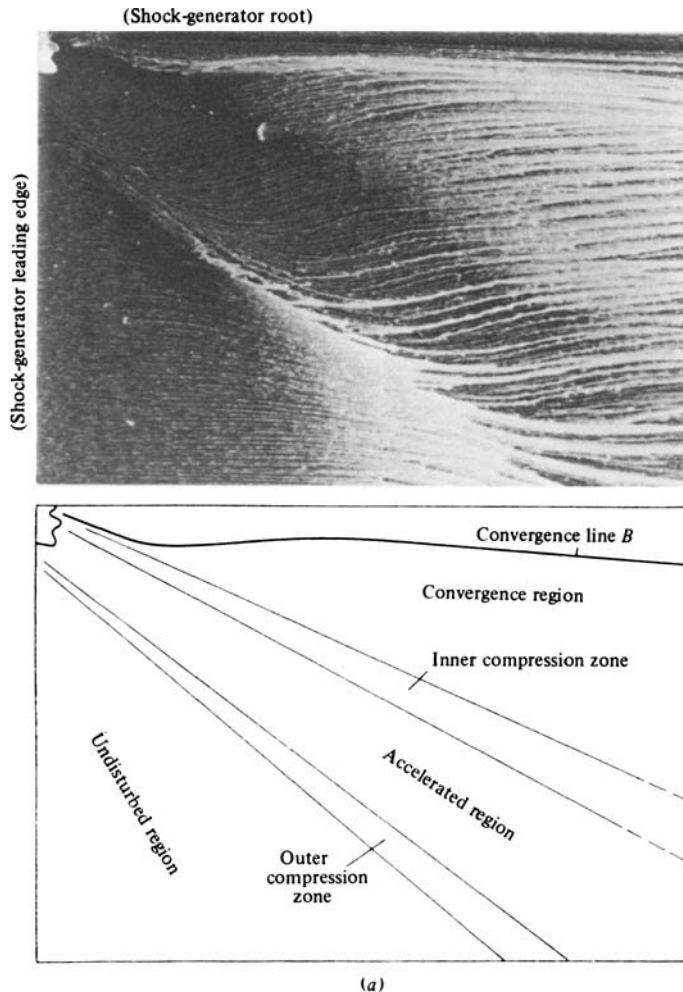 (Shock-generator root)
(Shock-generator leading edge)
Convergence line B
Convergence region
Inner compression zone
Accelerated region
Undisturbed region
Outer
compression
zone
(a)